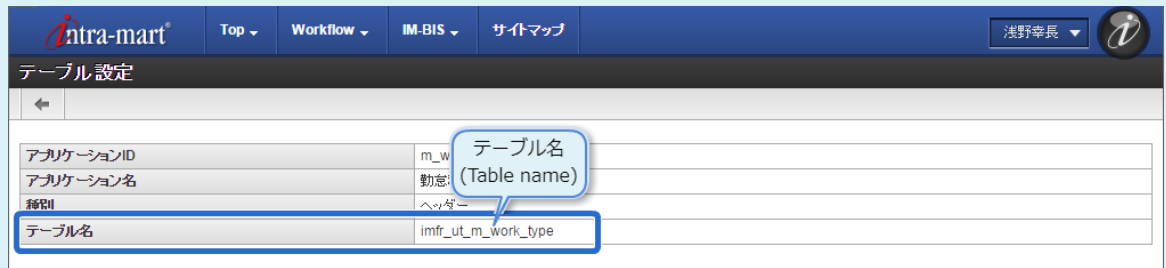 intra-mart® Top Workflow IM-BIS サイトマップ 浅野幸長
テーブル設定
アプリケーションID m_w
アプリケーション名 勤怠
種別 ヘッダー
テーブル名 imfr_ut_m_work_type
テーブル名
(Table name)